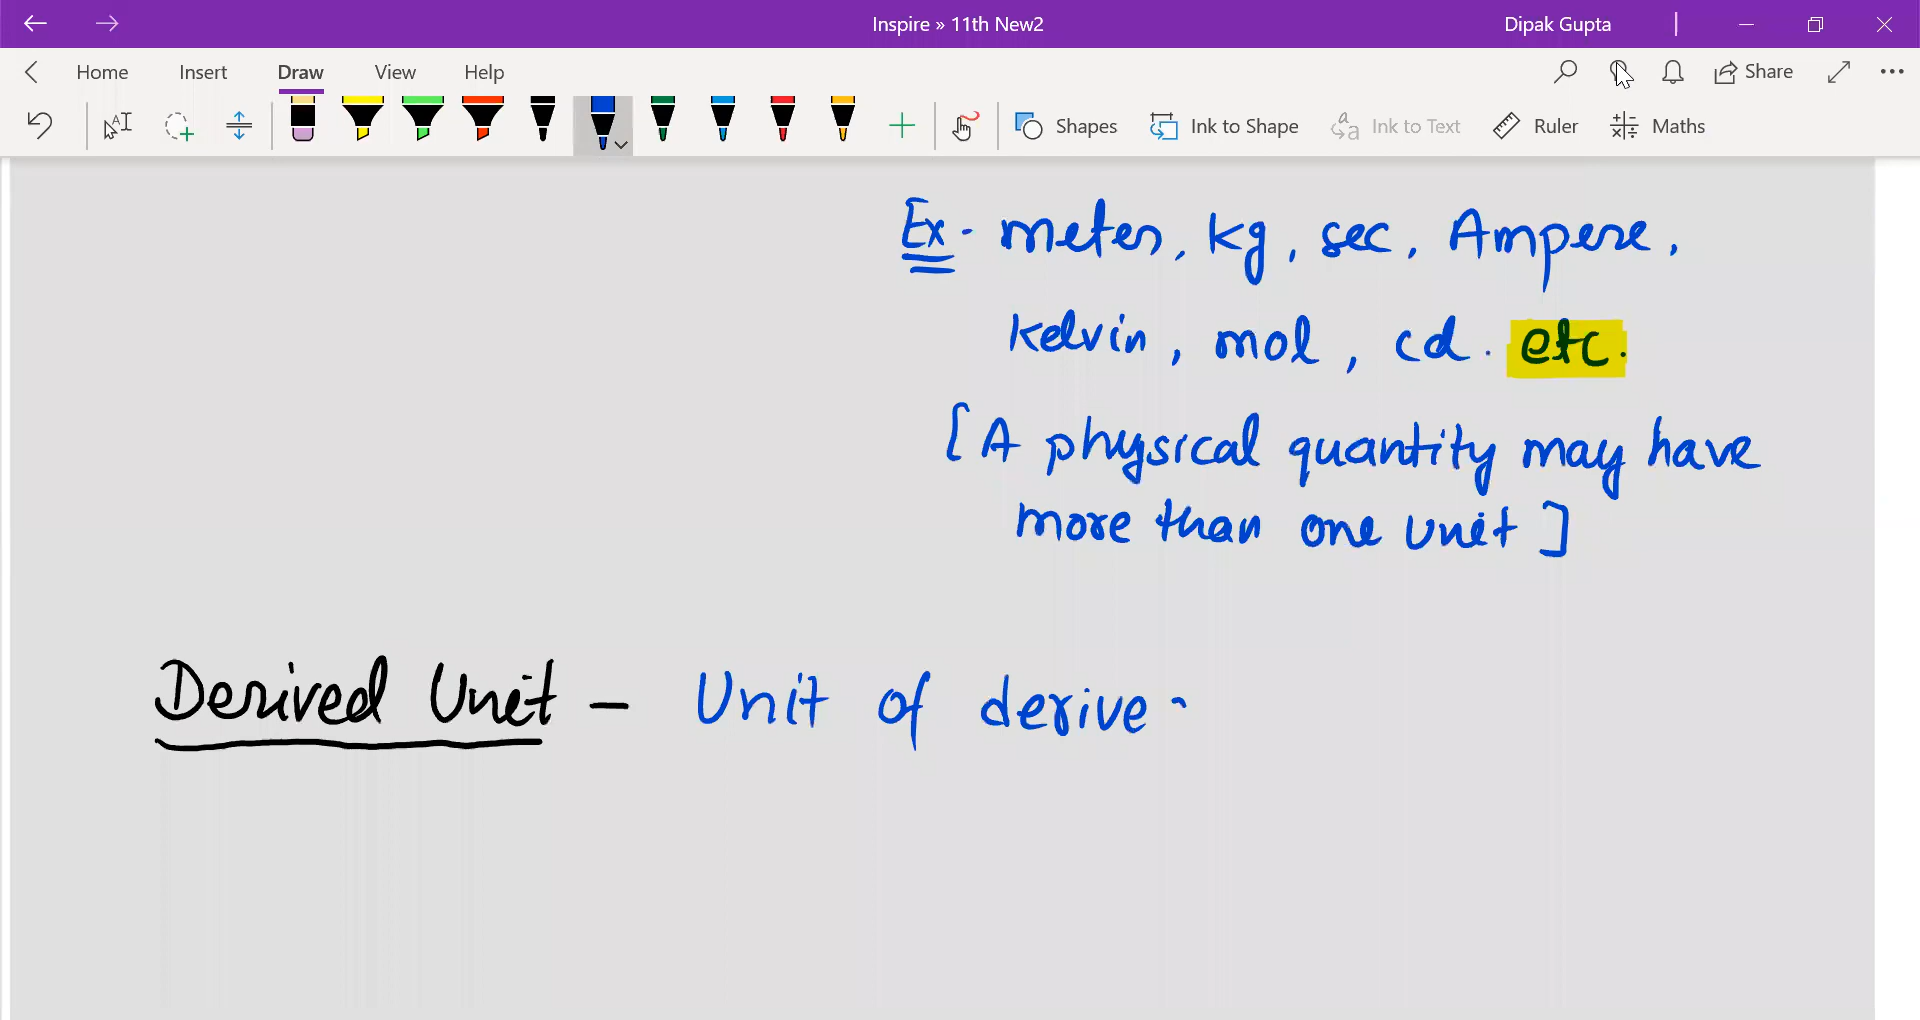 Inspire » 11th New2
Dipak Gupta
Home Insert Draw View Help
Share
Shapes Ink to Shape Ink to Text Ruler Maths
Ex - meter, kg, sec, Ampere,
Kelvin, mol, cd. etc.
[A physical quantity may have
more than one unit]
Derived Unit - Unit of derive